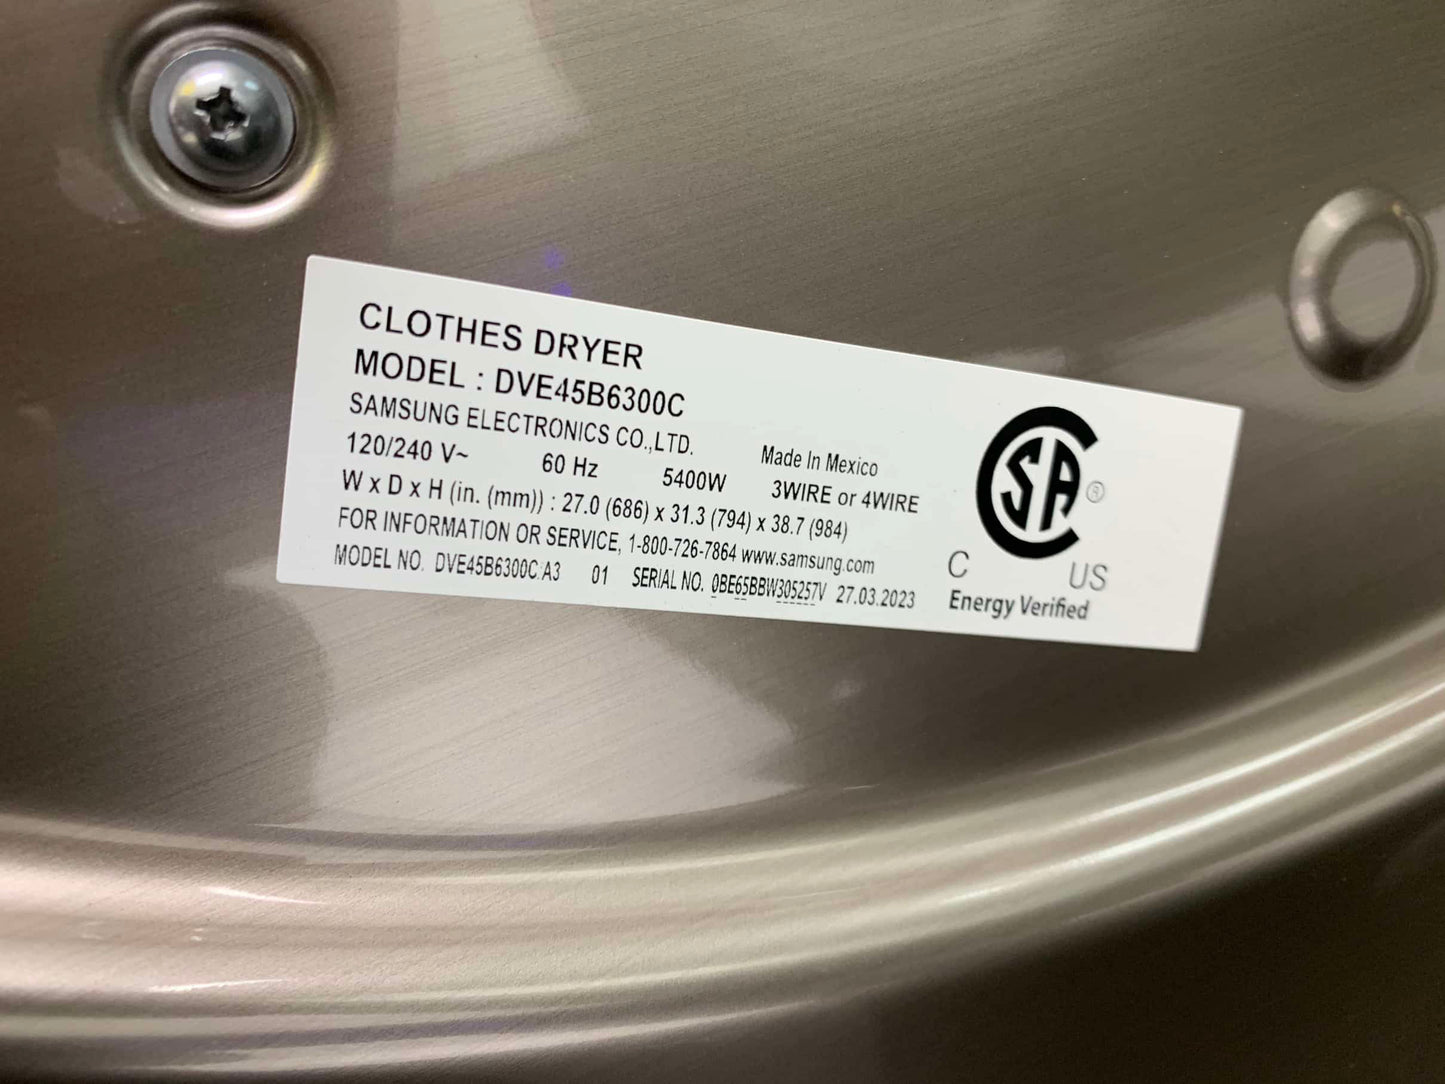 CLOTHES DRYER
MODEL : DVE45B6300C
SAMSUNG ELECTRONICS CO.,LTD. Made In Mexico
120/240 V~ 60 Hz 5400W 3WIRE or 4WIRE
W x D x H (in. (mm)) : 27.0 (686) x 31.3 (794) x 38.7 (984)
FOR INFORMATION OR SERVICE, 1-800-726-7864 www.samsung.com
MODEL NO. DVE45B6300C/A3 01 SERIAL NO. 0BE65BBW305257V 27.03.2023
CSA ®
C US
Energy Verified